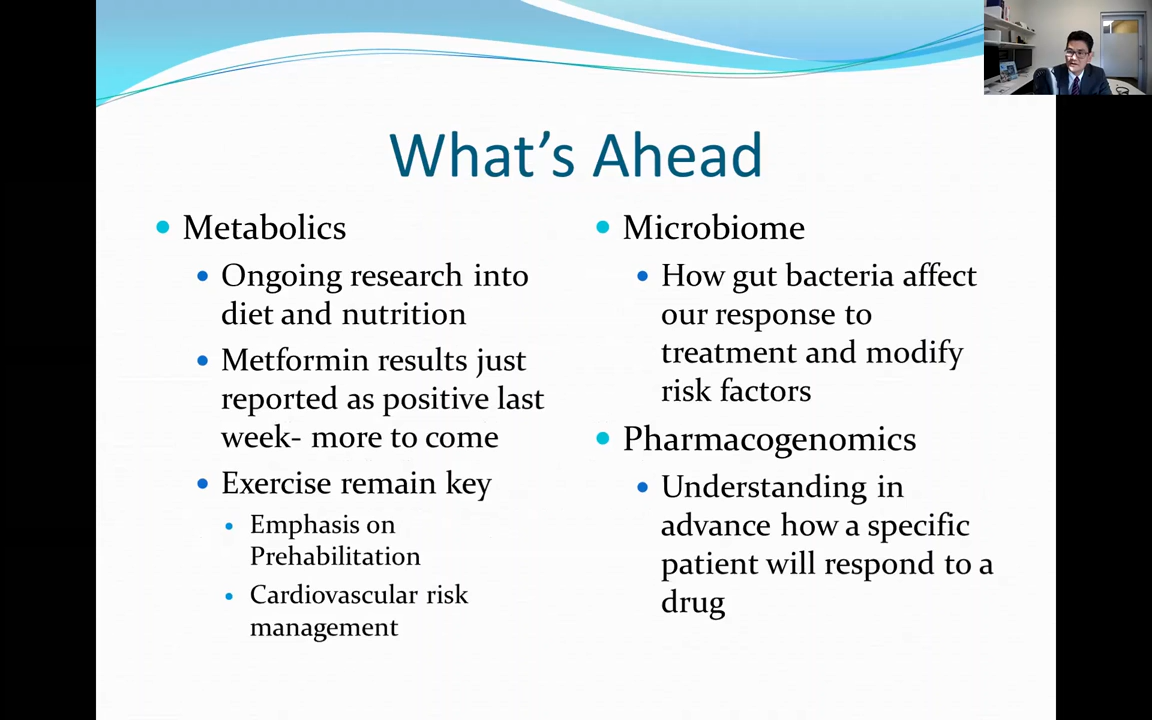 What's Ahead
Metabolics
Ongoing research into
diet and nutrition
Metformin results just
reported as positive last
week- more to come
Exercise remain key
Emphasis on
Prehabilitation
Cardiovascular risk
management
Microbiome
How gut bacteria affect
our response to
treatment and modify
risk factors
Pharmacogenomics
Understanding in
advance how a specific
patient will respond to a
drug